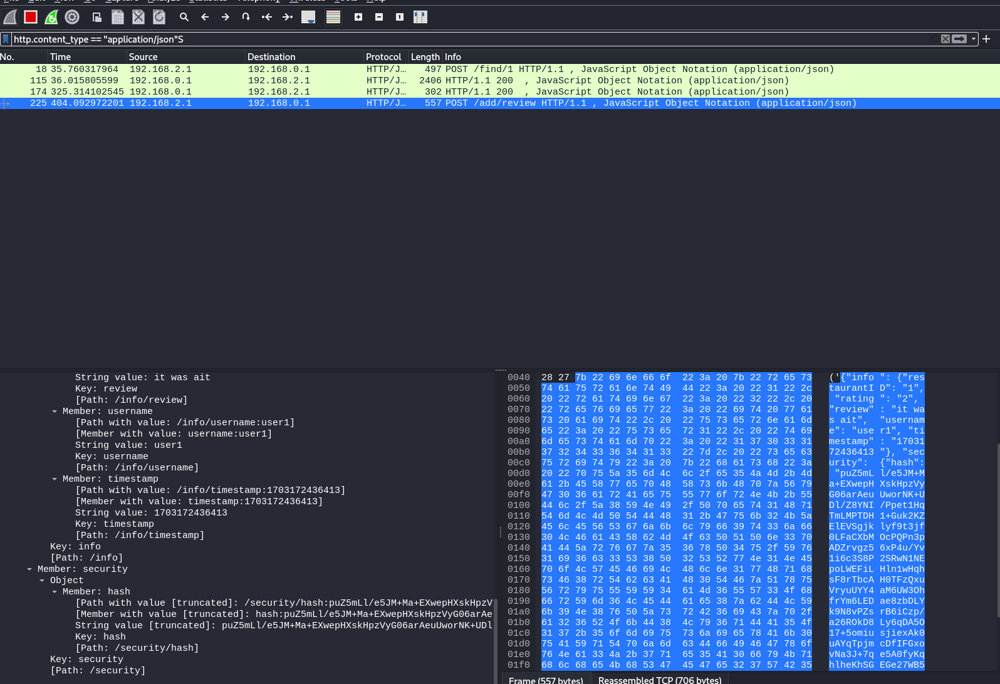 http.content_type == "application/json"S
No. Time Source Destination Protocol Length Info
18 35.760317964 192.168.2.1 192.168.0.1 HTTP/J… 497 POST /find/1 HTTP/1.1 , JavaScript Object Notation (application/json)
115 36.015805599 192.168.0.1 192.168.2.1 HTTP/J… 2406 HTTP/1.1 200  , JavaScript Object Notation (application/json)
174 325.314102545 192.168.0.1 192.168.2.1 HTTP/J… 302 HTTP/1.1 200  , JavaScript Object Notation (application/json)
225 404.092972201 192.168.2.1 192.168.0.1 HTTP/J… 557 POST /add/review HTTP/1.1 , JavaScript Object Notation (application/json)
String value: it was ait
Key: review
[Path: /info/review]
Member: username
[Path with value: /info/username:user1]
[Member with value: username:user1]
String value: user1
Key: username
[Path: /info/username]
Member: timestamp
[Path with value: /info/timestamp:1703172436413]
[Member with value: timestamp:1703172436413]
String value: 1703172436413
Key: timestamp
[Path: /info/timestamp]
Key: info
[Path: /info]
Member: security
Object
Member: hash
[Path with value [truncated]: /security/hash:puZ5mLl/e5JM+Ma+EXwepHXskHpzV
[Member with value [truncated]: hash:puZ5mLl/e5JM+Ma+EXwepHXskHpzVyG06arAe
String value [truncated]: puZ5mLl/e5JM+Ma+EXwepHXskHpzVyG06arAeuUworNK+UDl
Key: hash
[Path: /security/hash]
Key: security
[Path: /security]
0040 28 27 7b 22 69 6e 66 6f 22 3a 20 7b 22 72 65 73 ('{"info ": {"res
0050 74 61 75 72 61 6e 74 49 44 22 3a 20 22 31 22 2c taurantI D": "1",
0060 20 22 72 61 74 69 6e 67 22 3a 20 22 32 22 2c 20 "rating ": "2",
0070 22 72 65 76 69 65 77 22 3a 20 22 69 74 20 77 61 "review" : "it wa
0080 73 20 61 69 74 22 2c 20 22 75 73 65 72 6e 61 6d s ait", "usernam
0090 65 22 3a 20 22 75 73 65 72 31 22 2c 20 22 74 69 e": "use r1", "ti
00a0 6d 65 73 74 61 6d 70 22 3a 20 22 31 37 30 33 31 mestamp" : "17031
00b0 37 32 34 33 36 34 31 33 22 7d 2c 20 22 73 65 63 72436413 "}, "sec
00c0 75 72 69 74 79 22 3a 20 7b 22 68 61 73 68 22 3a urity": {"hash":
00d0 20 22 70 75 5a 35 6d 4c 6c 2f 65 35 4a 4d 2b 4d "puZ5mL l/e5JM+M
00e0 61 2b 45 58 77 65 70 48 58 73 6b 48 70 7a 56 79 a+EXwepH XskHpzVy
00f0 47 30 36 61 72 41 65 75 55 77 6f 72 4e 4b 2b 55 G06arAeu UworNK+U
0100 44 6c 2f 5a 38 59 4e 49 2f 50 70 65 74 31 48 71 Dl/Z8YNI /Ppet1Hq
0110 54 6d 4c 4d 50 54 44 48 31 2b 47 75 6b 32 4b 5a TmLMPTDH 1+Guk2KZ
0120 45 6c 45 56 53 67 6a 6b 6c 79 66 39 74 33 6a 66 ElEVSgjk lyf9t3jf
0130 30 4c 46 61 43 58 62 4d 4f 63 50 51 50 6e 33 70 0LFaCXbM OcPQPn3p
0140 41 44 5a 72 76 67 7a 35 36 78 50 34 75 2f 59 76 ADZrvgz5 6xP4u/Yv
0150 31 69 36 63 33 53 38 50 32 53 52 77 4e 31 4e 45 1i6c3S8P 2SRwN1NE
0160 70 6f 4c 57 45 46 69 4c 48 6c 6e 31 77 48 71 68 poLWEFiL Hln1wHqh
0170 73 46 38 72 54 62 63 41 48 30 54 46 7a 51 78 75 sF8rTbcA H0TFzQxu
0180 56 72 79 75 55 59 59 34 61 4d 36 55 57 33 4f 68 VryuUYY4 aM6UW3Oh
0190 66 72 59 6d 36 4c 45 44 61 65 38 7a 62 44 4c 59 frYm6LED ae8zbDLY
01a0 6b 39 4e 38 76 50 5a 73 72 42 36 69 43 7a 70 2f k9N8vPZs rB6iCzp/
01b0 61 32 36 52 4f 6b 44 38 4c 79 36 71 44 41 35 4f a26ROkD8 Ly6qDA5O
01c0 31 37 2b 35 6f 6d 69 75 73 6a 69 65 78 41 6b 30 17+5omiu sjiexAk0
01d0 75 41 59 71 54 70 6a 6d 63 44 66 49 46 47 78 6f uAYqTpjm cDfIFGxo
01e0 76 4e 61 33 4a 2b 37 71 65 35 41 30 66 79 4b 71 vNa3J+7q e5A0fyKq
01f0 68 6c 68 65 4b 68 53 47 45 47 65 32 37 57 42 35 hlheKhSG EGe27WB5
Frame (557 bytes) Reassembled TCP (706 bytes)